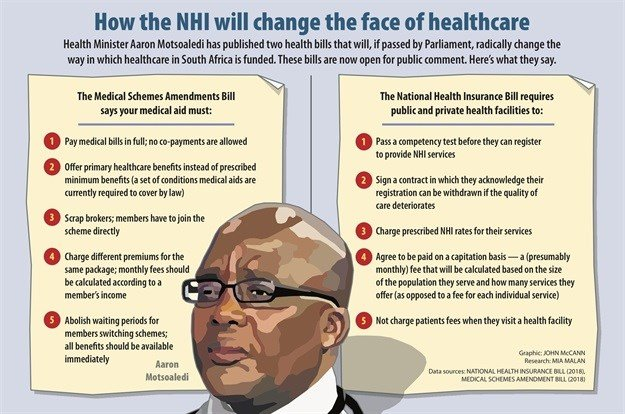 How the NHI will change the face of healthcare
Health Minister Aaron Motsoaledi has published two health bills that will, if passed by Parliament, radically change the
way in which healthcare in South Africa is funded. These bills are now open for public comment. Here's what they say.
The Medical Schemes Amendments Bill
says your medical aid must:
1 Pay medical bills in full; no co-payments are allowed
2 Offer primary healthcare benefits instead of prescribed
minimum benefits (a set of conditions medical aids are
currently required to cover by law)
3 Scrap brokers; members have to join the
scheme directly
4 Charge different premiums for the
same package; monthly fees should
be calculated according to a
member's income
5 Abolish waiting periods for
members switching schemes;
all benefits should be available
immediately
Aaron
Motsoaledi
The National Health Insurance Bill requires
public and private health facilities to:
1 Pass a competency test before they can register
to provide NHI services
2 Sign a contract in which they acknowledge their
registration can be withdrawn if the quality of
care deteriorates
3 Charge prescribed NHI rates for their services
4 Agree to be paid on a capitation basis — a (presumably
monthly) fee that will be calculated based on the size
of the population they serve and how many services they
offer (as opposed to a fee for each individual service)
5 Not charge patients fees when they visit a health facility
Graphic: JOHN McCANN
Research: MIA MALAN
Data sources: NATIONAL HEALTH INSURANCE BILL (2018),
MEDICAL SCHEMES AMENDMENT BILL (2018)